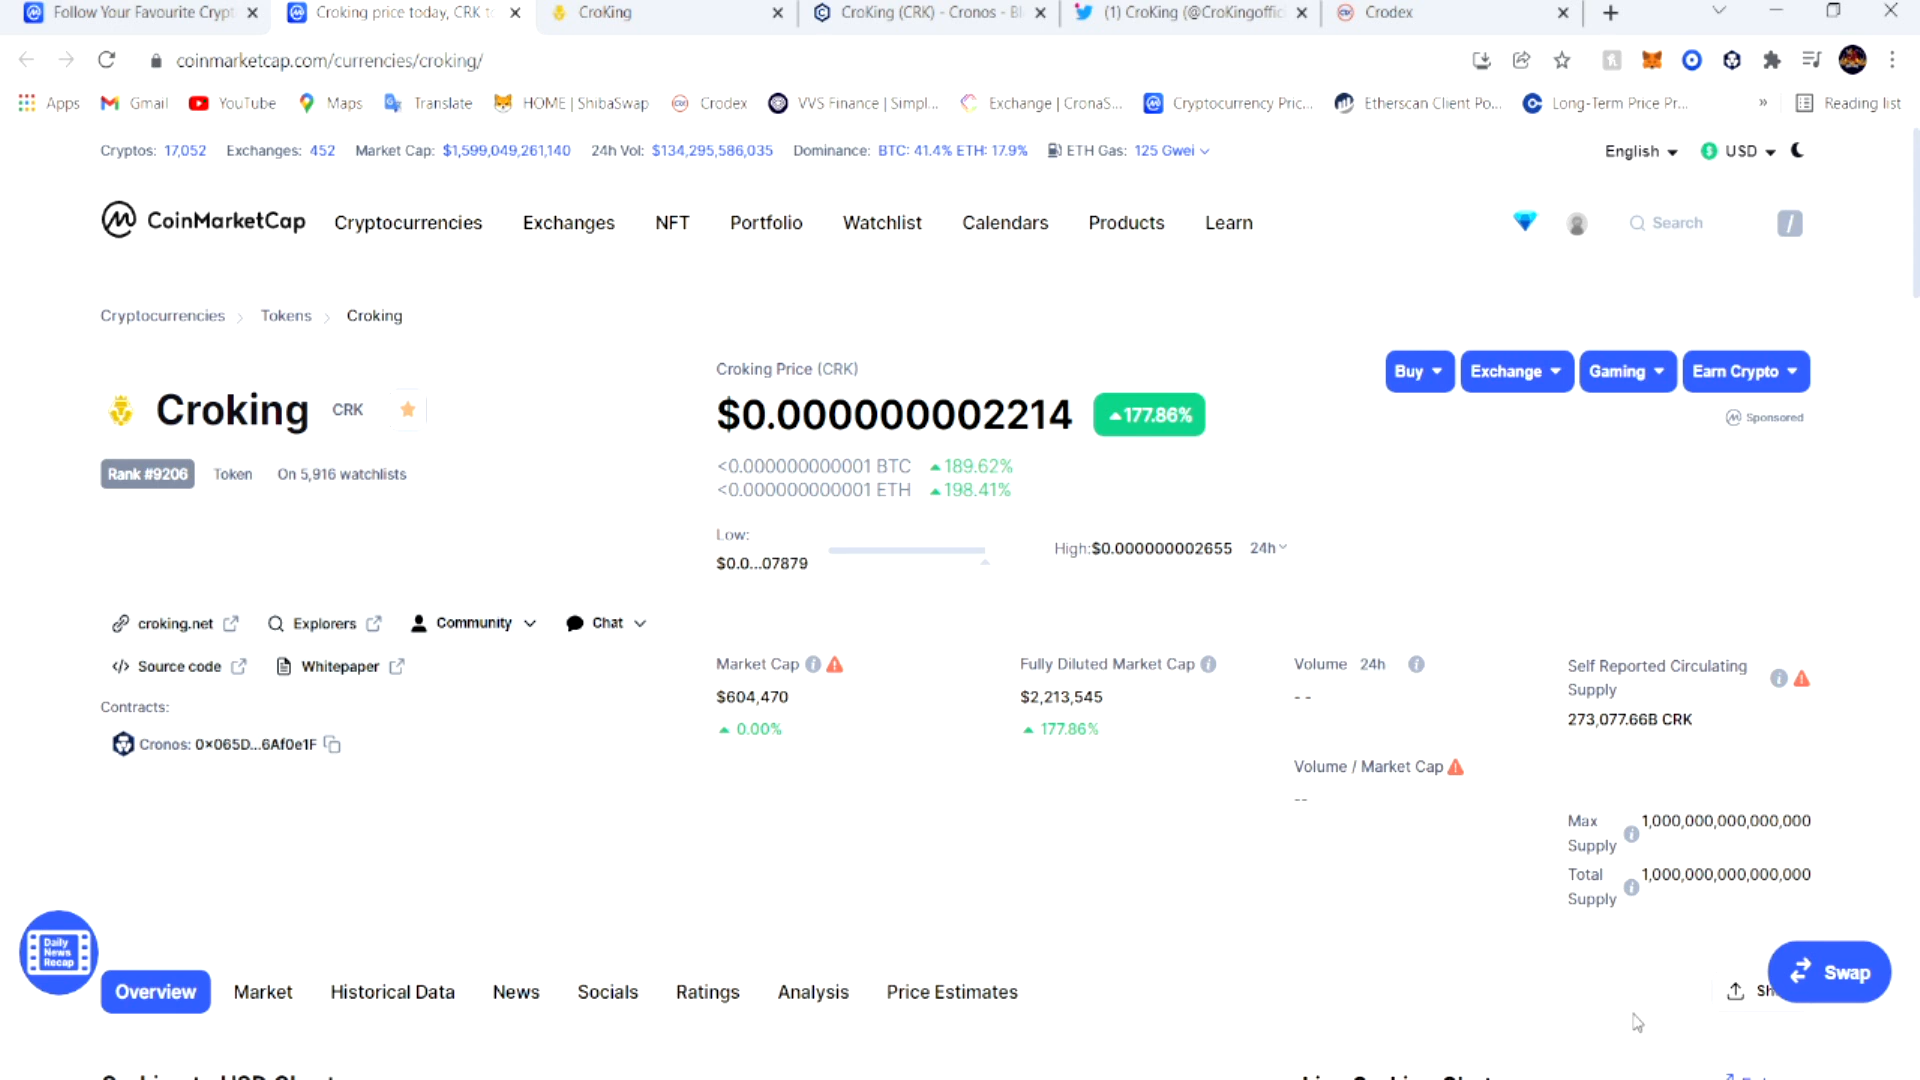 Follow Your Favourite Crypt
Croking price today, CRK to
CroKing
CroKing (CRK) - Cronos - Bl
(1) CroKing (@CroKingoffic
Crodex
coinmarketcap.com/currencies/croking/
Apps
Gmail
YouTube
Maps
Translate
HOME | ShibaSwap
Crodex
VVS Finance | Simpl...
Exchange | CronaS...
Cryptocurrency Pric...
Etherscan Client Po...
Long-Term Price Pr...
»
Reading list
Cryptos: 17,052 Exchanges: 452 Market Cap: $1,599,049,261,140 24h Vol: $134,295,586,035 Dominance: BTC: 41.4% ETH: 17.9% ETH Gas: 125 Gwei
English USD
CoinMarketCap Cryptocurrencies Exchanges NFT Portfolio Watchlist Calendars Products Learn
Search /
Cryptocurrencies > Tokens > Croking
Croking CRK
Rank #9206 Token On 5,916 watchlists
Croking Price (CRK)
$0.000000002214 177.86%
<0.000000000001 BTC 189.62%
<0.000000000001 ETH 198.41%
Low:
$0.0...07879
High:$0.000000002655 24h
Buy Exchange Gaming Earn Crypto
Sponsored
croking.net Explorers Community Chat
Source code Whitepaper
Contracts:
Cronos: 0x065D...6Af0e1F
Market Cap
$604,470
0.00%
Fully Diluted Market Cap
$2,213,545
177.86%
Volume 24h
- -
Volume / Market Cap
--
Self Reported Circulating
Supply
273,077.66B CRK
Max
Supply
1,000,000,000,000,000
Total
Supply
1,000,000,000,000,000
Daily
News
Recap
Overview Market Historical Data News Socials Ratings Analysis Price Estimates
Sh
Swap